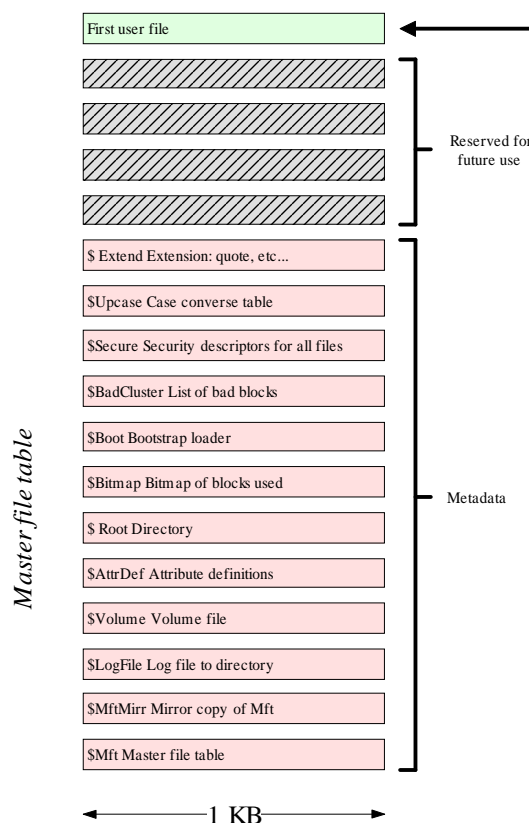 First user file
Reserved for
future use
$ Extend Extension: quote, etc...
$Upcase Case converse table
$Secure Security descriptors for all files
$BadCluster List of bad blocks
$Boot Bootstrap loader
$Bitmap Bitmap of blocks used
Metadata
$ Root Directory
$AttrDef Attribute definitions
$Volume Volume file
$LogFile Log file to directory
$MftMirr Mirror copy of Mft
$Mft Master file table
Master file table
1 KB